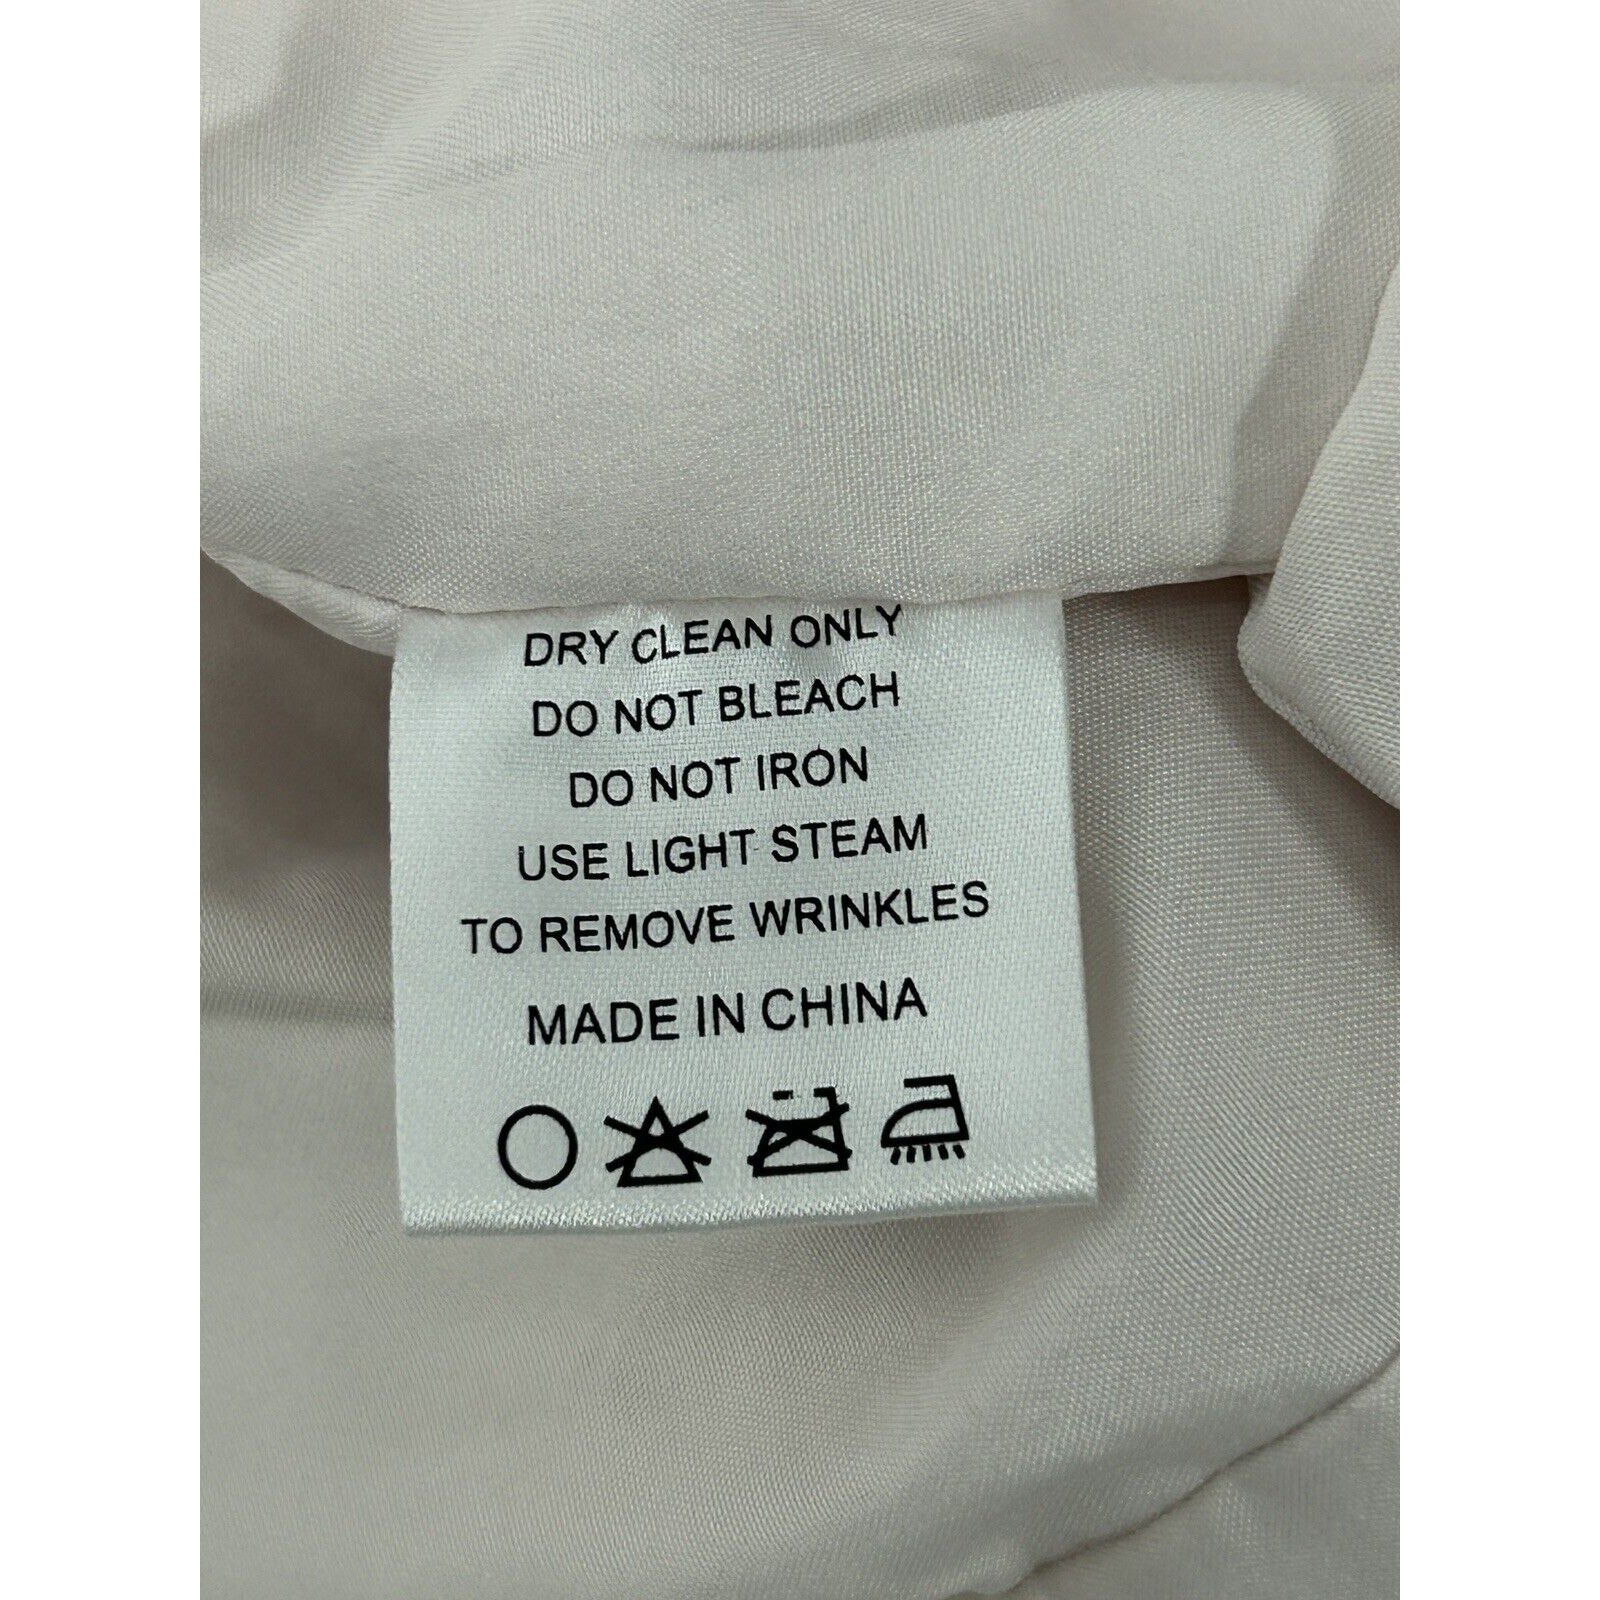 DRY CLEAN ONLY
DO NOT BLEACH
DO NOT IRON
USE LIGHT STEAM
TO REMOVE WRINKLES
MADE IN CHINA